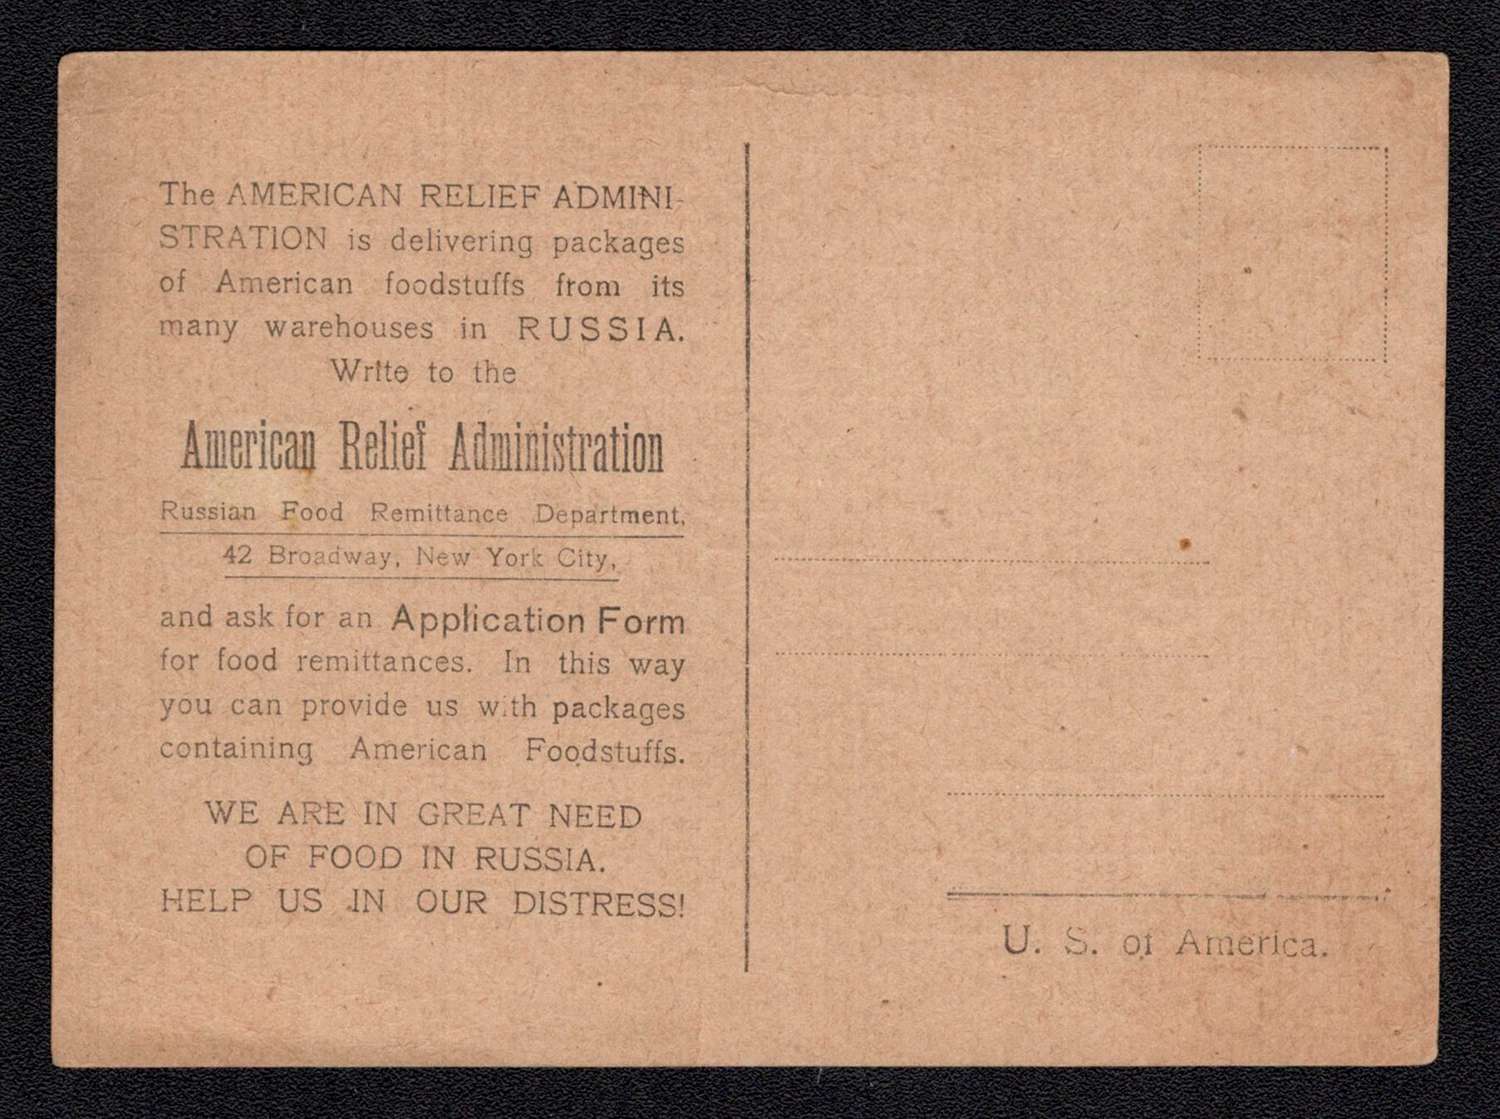 The AMERICAN RELIEF ADMINI-
STRATION is delivering packages
of American foodstuffs from its
many warehouses in RUSSIA.
Write to the
American Relief Administration
Russian Food Remittance Department,
42 Broadway, New York City,
and ask for an Application Form
for food remittances. In this way
you can provide us with packages
containing American Foodstuffs.
WE ARE IN GREAT NEED
OF FOOD IN RUSSIA.
HELP US IN OUR DISTRESS!
U. S. of America.